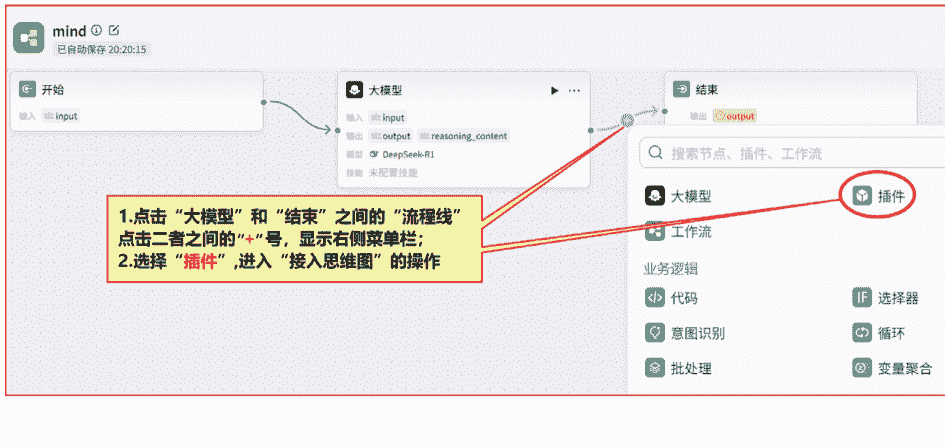 mind
已自动保存 20:20:15
开始
输入 str. input
大模型
输入 str. input
输出 str. output str. reasoning_content
模型 DeepSeek-R1
技能 未配置技能
结束
输出 output
搜索节点、插件、工作流
大模型
插件
工作流
业务逻辑
代码
IF 选择器
意图识别
循环
批处理
变量聚合
1.点击“大模型”和“结束”之间的“流程线”
点击二者之间的"+"号，显示右侧菜单栏；
2.选择“插件”,进入“接入思维图”的操作